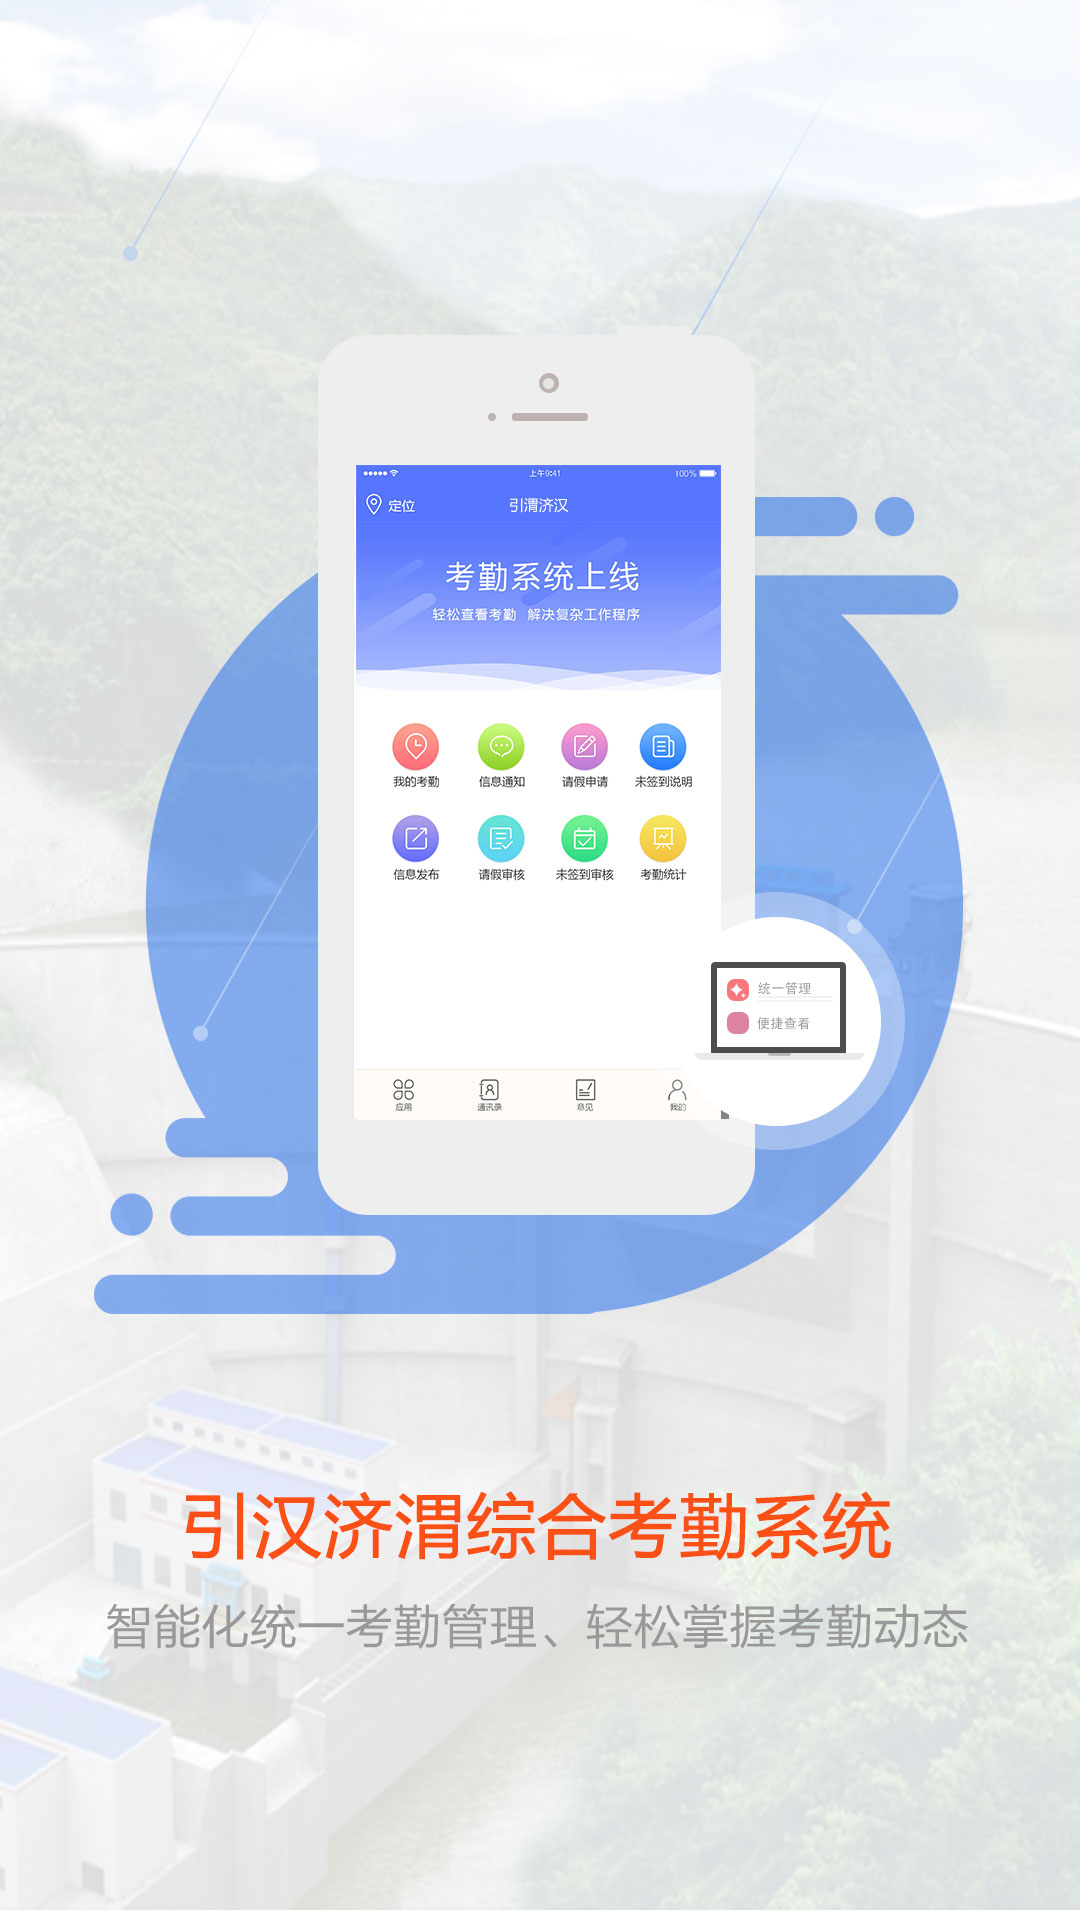 上午9:41
100%
定位
引渭济汉
考勤系统上线
轻松查看考勤 解决复杂工作程序
我的考勤 信息通知 请假申请 未签到说明
信息发布 请假审核 未签到审核 考勤统计
统一管理
便捷查看
应用 通讯录 意见 我的
引汉济渭综合考勤系统
智能化统一考勤管理、轻松掌握考勤动态